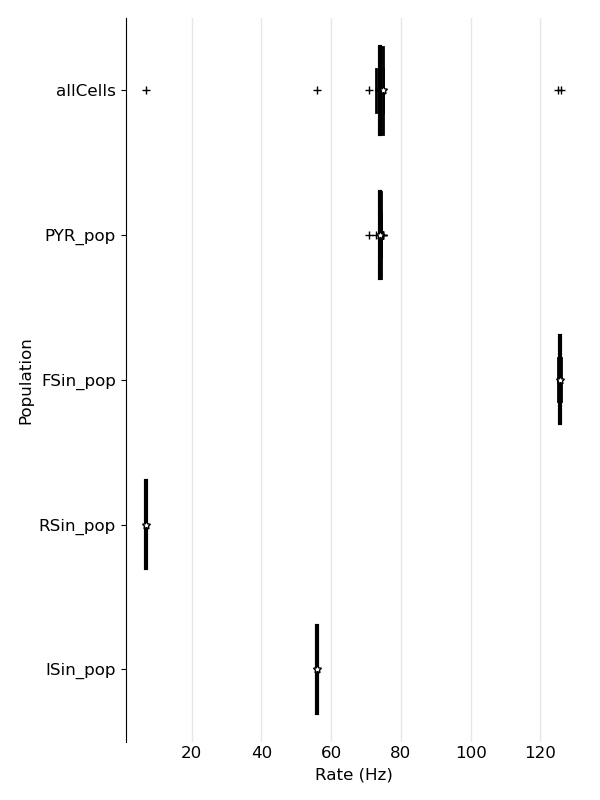 allCells
PYR_pop
FSin_pop
RSin_pop
ISin_pop
Population
20 40 60 80 100 120
Rate (Hz)